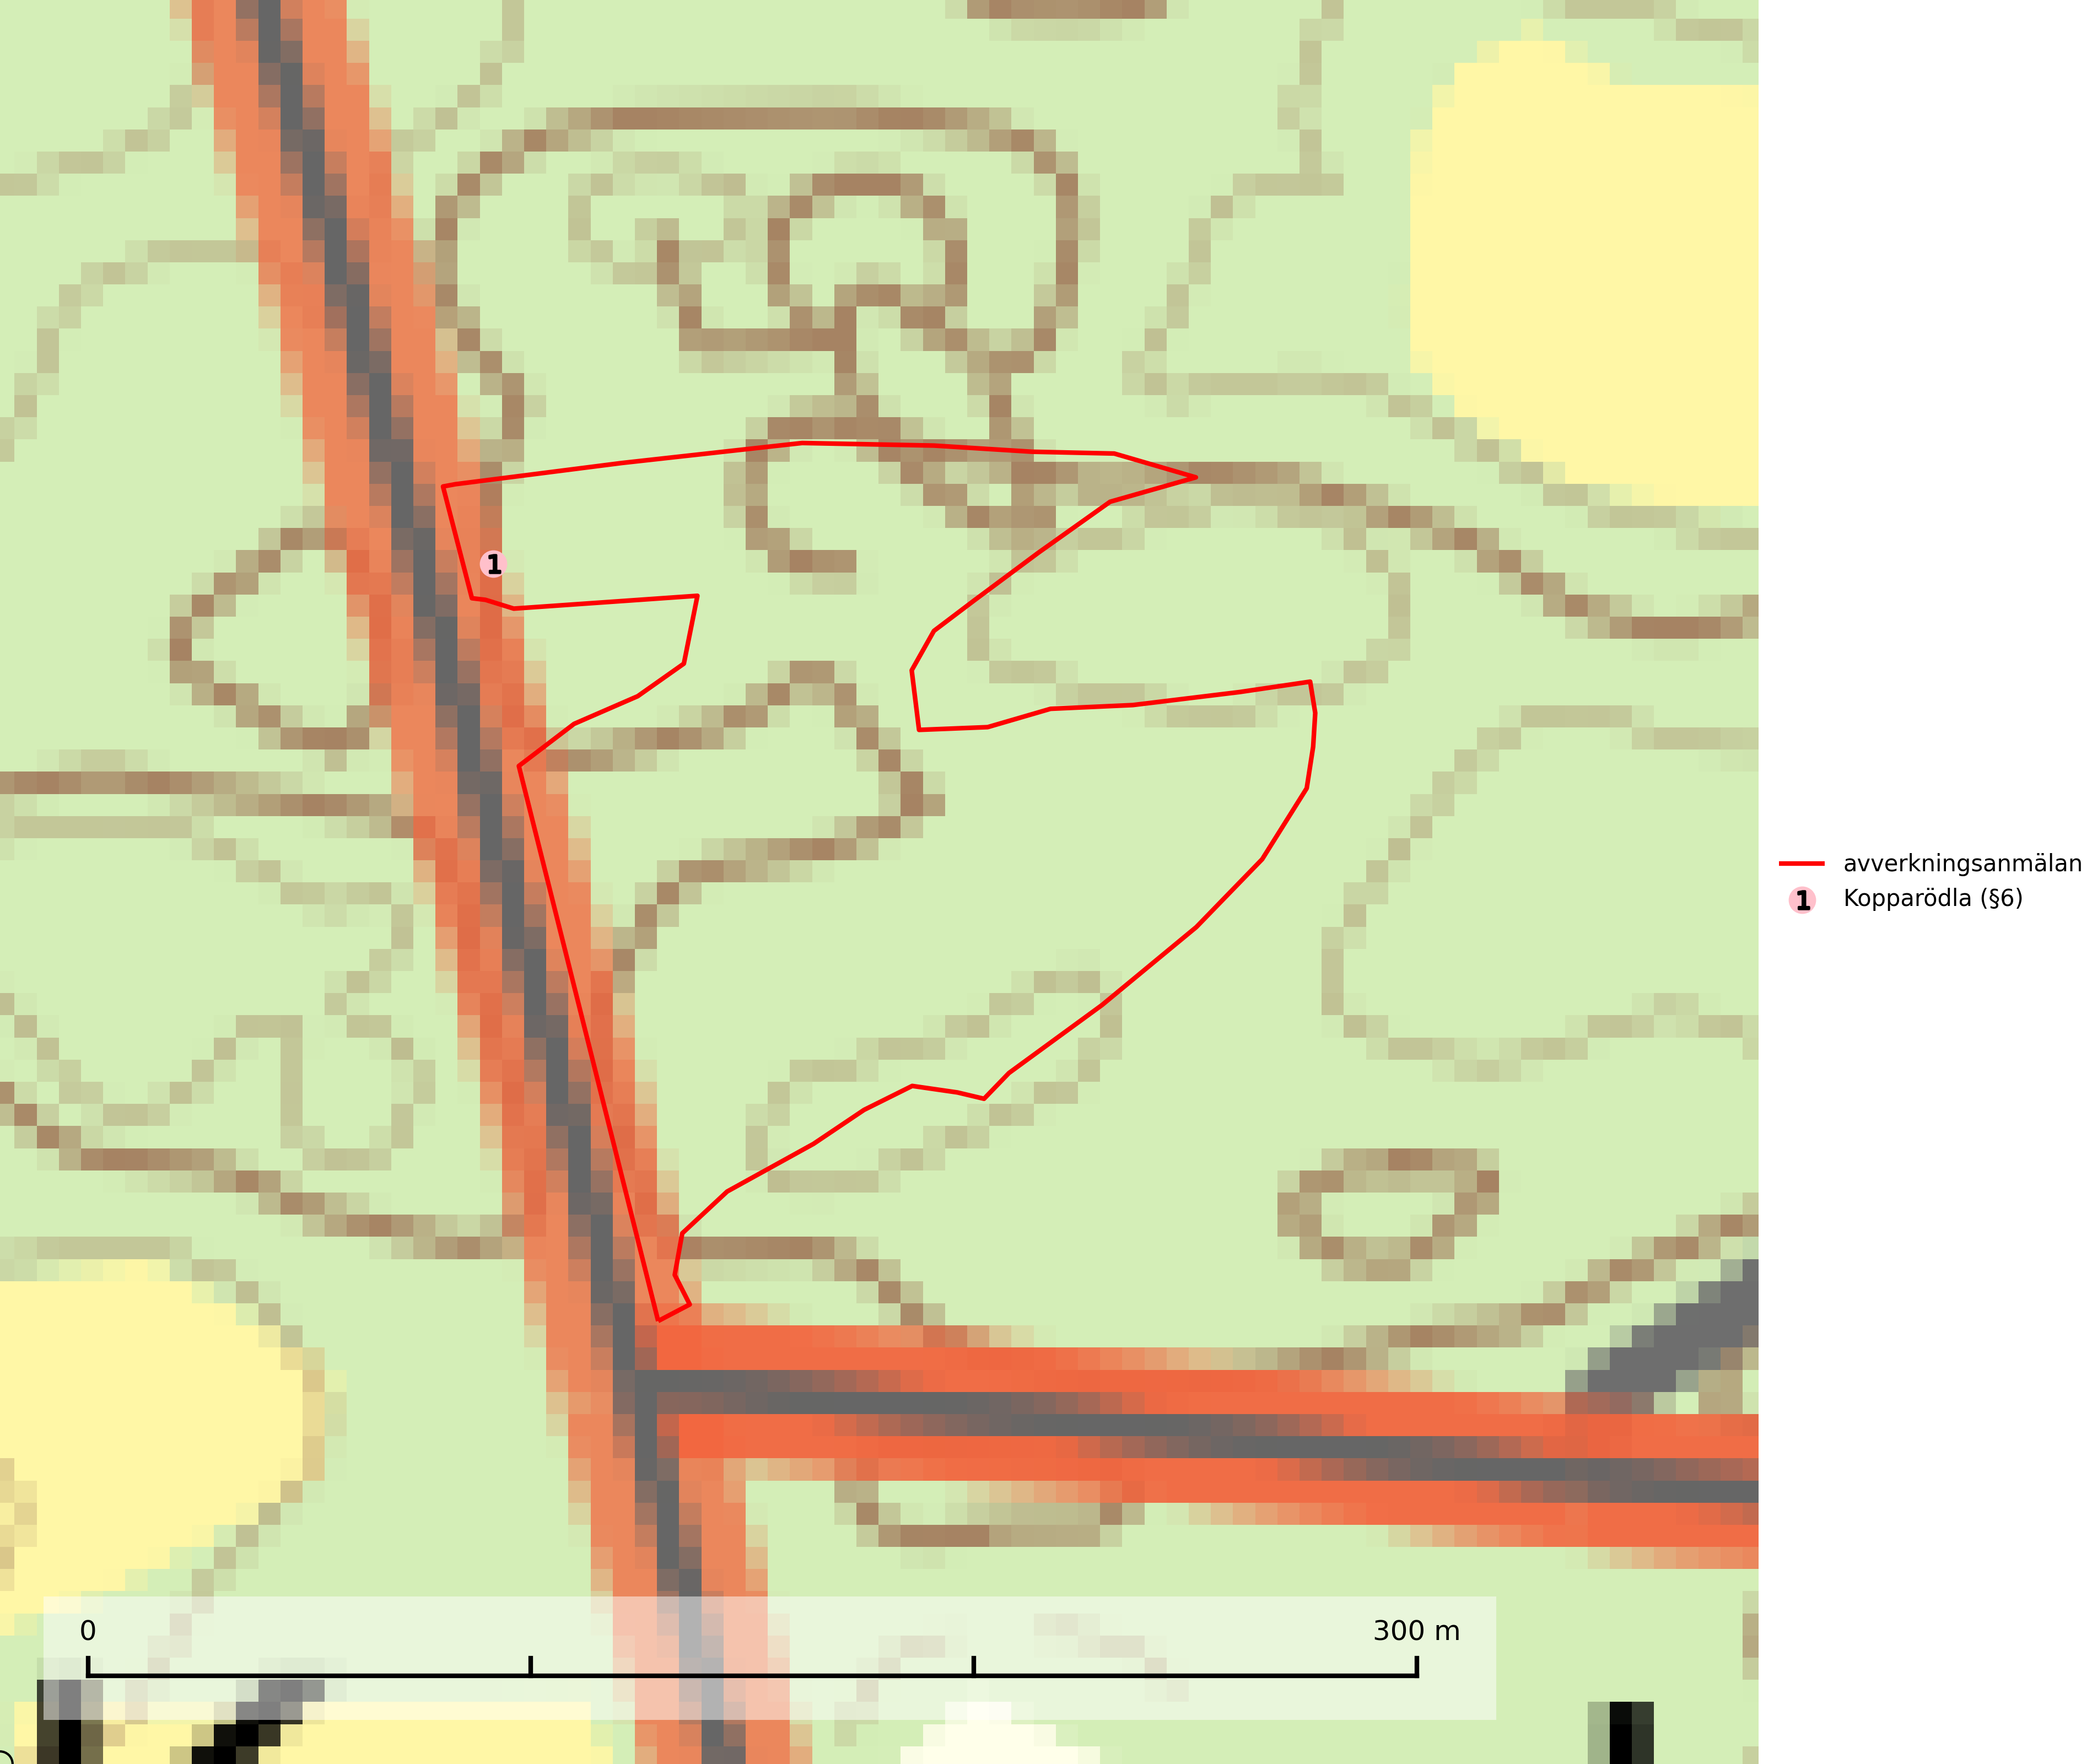 1
avverkningsanmälan
1 Kopparödla (§6)
0 300 m